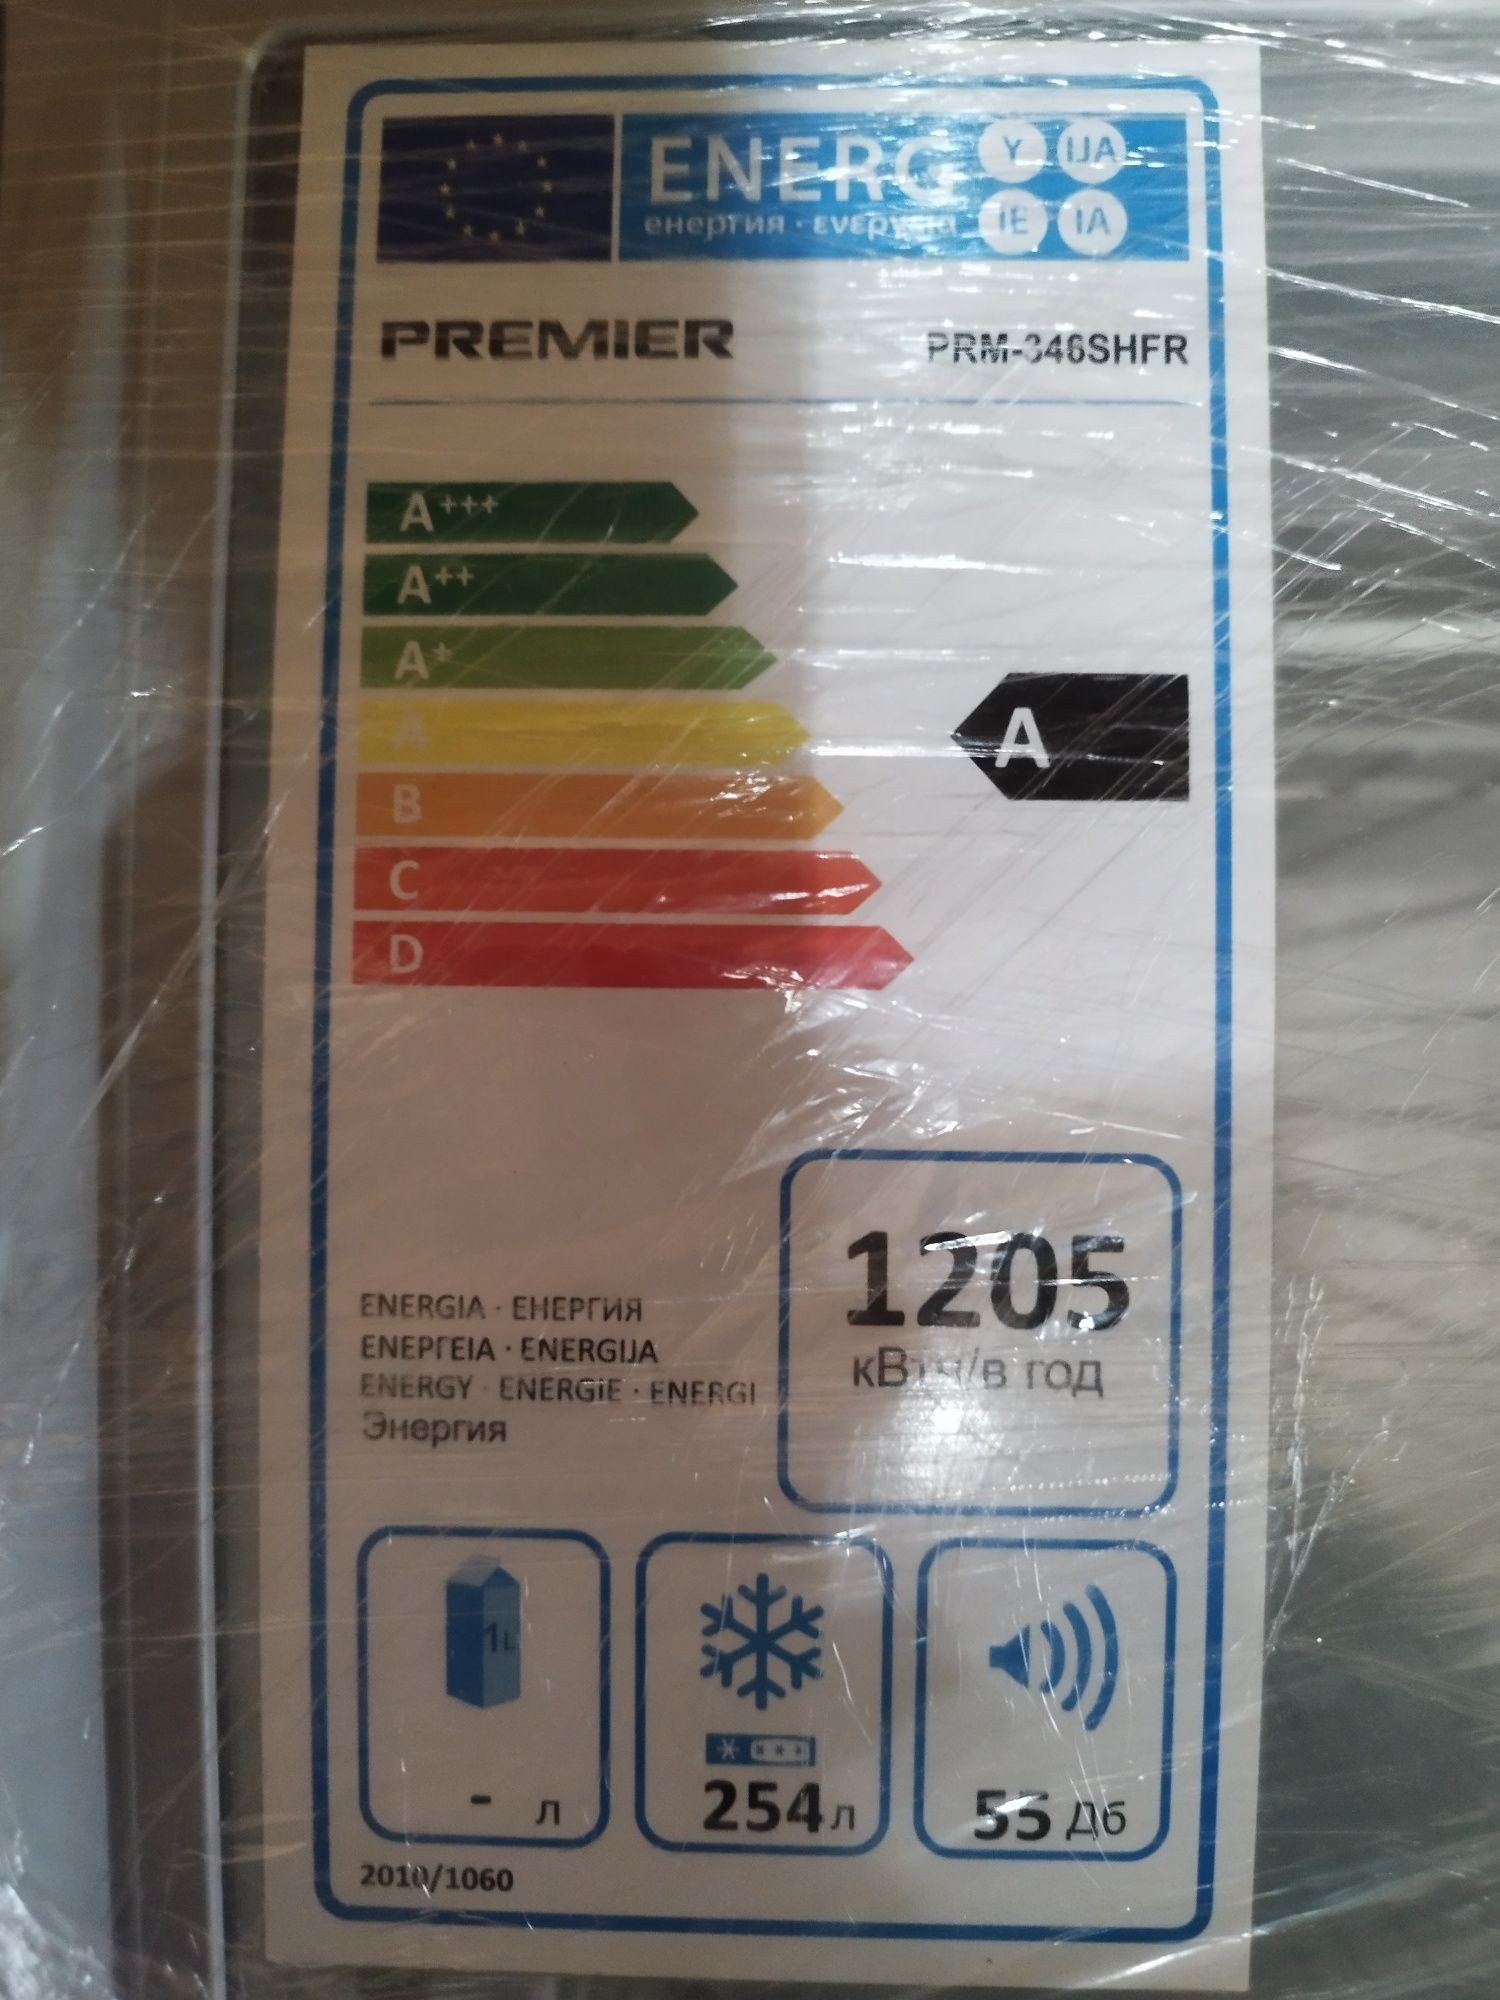 ENERG Y IJA
енергия · ενεργεια IE IA
PREMIER PRM-346SHFR
A+++
A++
A+
A
A
B
C
D
1205
кВтч/в год
ENERGIA · ЕНЕРГИЯ
ΕΝΕΡΓΕΙΑ · ENERGIJA
ENERGY · ENERGIE · ENERGI
Энергия
1L
- л
254 л
55 Дб
2010/1060